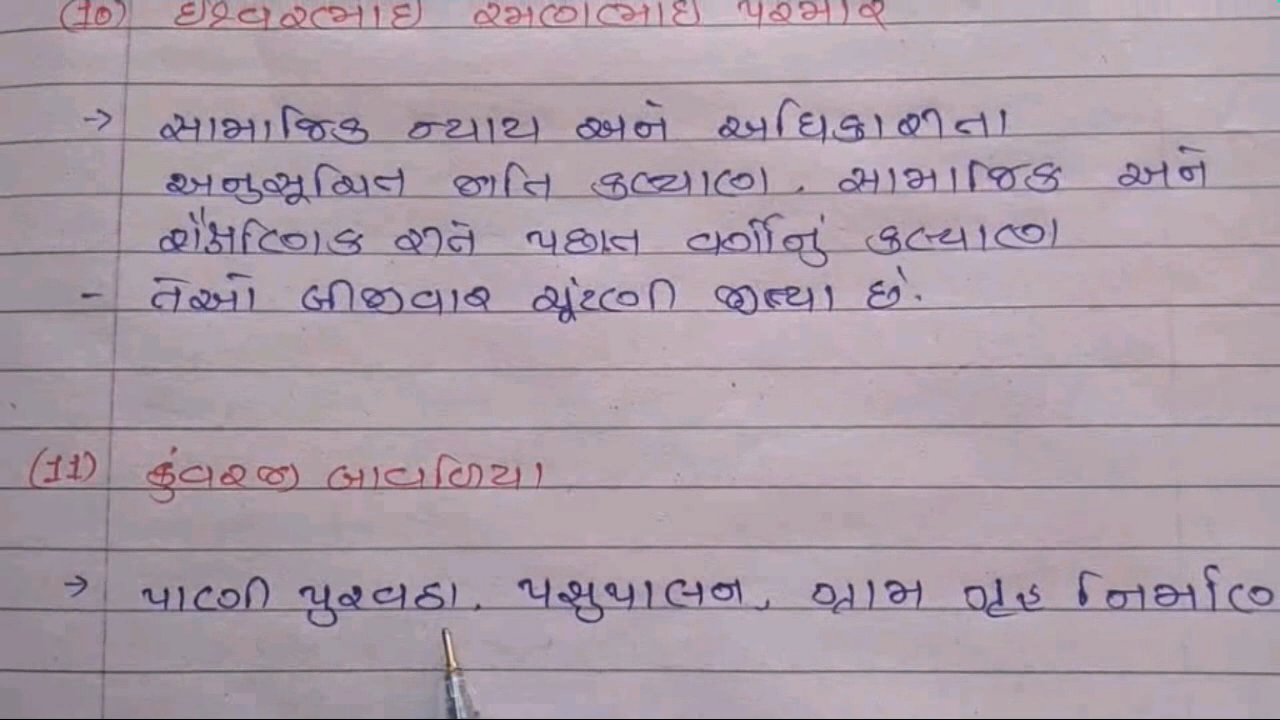 (10) ઇશ્વરભાઇ રમણભાઇ પરમાર
→ સામાજિક ન્યાય અને અધિકારીતા
અનુસૂચિત જાતિ કલ્યાણ, સામાજિક અને
શૈક્ષણિક રીતે પછાત વર્ગોનું કલ્યાણ
- તેઓ બીજીવાર ચૂંટણી જીત્યા છે.
(11) કુંવરજી બાવળિયા
→ પાણી પુરવઠા, પશુપાલન, ગ્રામ ગૃહ નિર્માણ